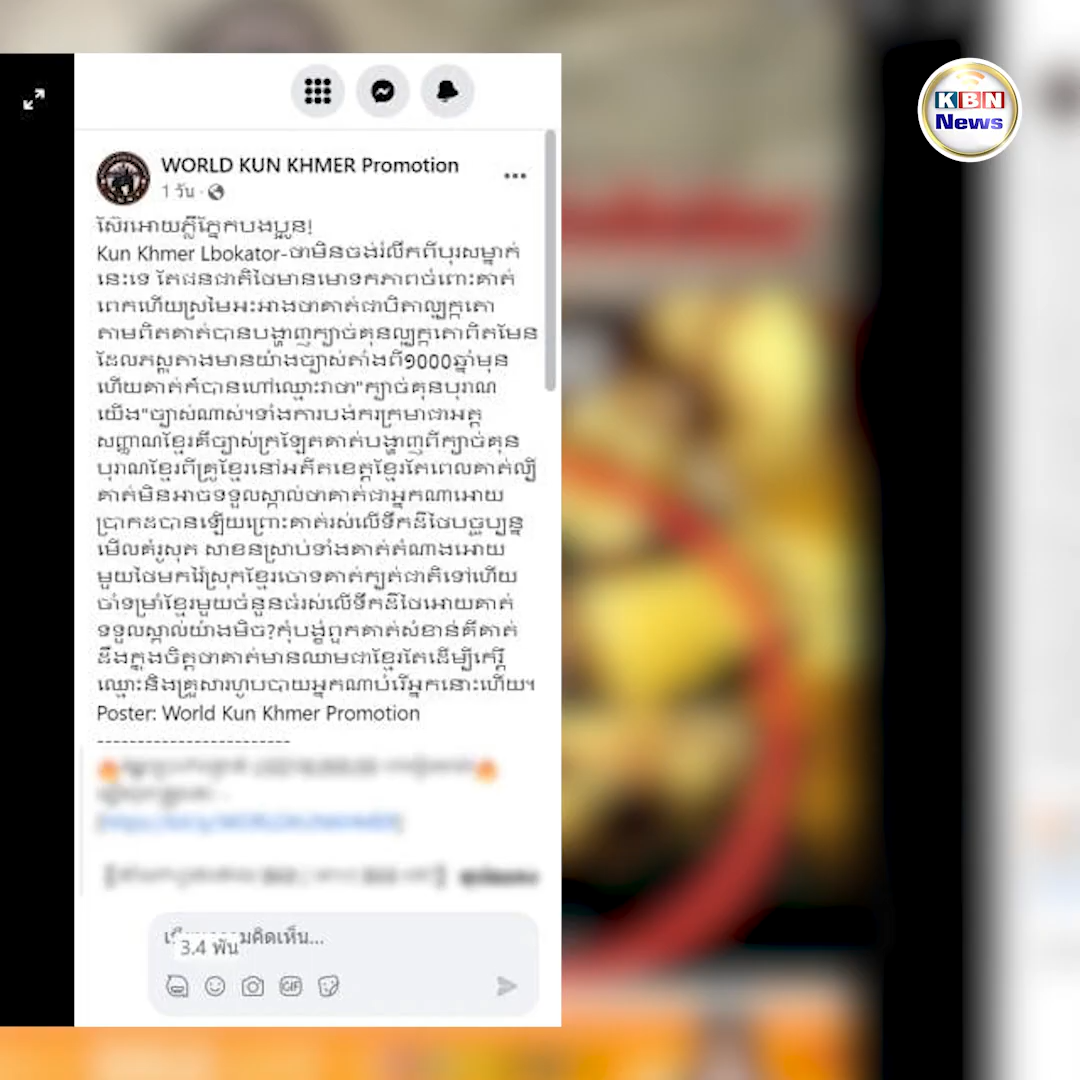 KBN
News
WORLD KUN KHMER Promotion
1 วัน
ស៊ែរអោយភ្លឺភ្នែកបងប្អូន!
Kun Khmer Lbokator-ថាមិនចង់រំលឹកពីបុរសម្នាក់
នេះទេ តែជនជាតិថៃមានមោទកភាពចំពោះគាត់
ពេកហើយស្រមៃអះអាងថាគាត់ជាបិតាល្បុក្កតោ
តាមពិតគាត់បានបង្ហាញក្បាច់គុនល្បុក្កតោពិតមែន
ដែលភស្តុតាងមានយ៉ាងច្បាស់តាំងពី១000ឆ្នាំមុន
ហើយគាត់ក៏បានហៅឈ្មោះវាថា"ក្បាច់គុនបុរាណ
យើង"ច្បាស់ណាស់។ទាំងការបង់ករក្រមាជាអត្ត
សញ្ញាណខ្មែរគឺច្បាស់ក្រឡែតគាត់បង្ហាញពីក្បាច់គុន
បុរាណខ្មែរពីគ្រូខ្មែរនៅអតីតខេត្តខ្មែរតែពេលគាត់ល្បី
គាត់មិនអាចទទួលស្គាល់ថាគាត់ជាអ្នកណាអោយ
ប្រាកដបានឡើយព្រោះគាត់រស់លើទឹកដីថៃបច្ចុប្បន្ន
មើលគំរូសុត សាខនស្រាប់ទាំងគាត់តំណាងអោយ
មួយថៃមកវ៉ៃស្រុកខ្មែរចោទគាត់ក្បត់ជាតិទៅហើយ
ចាំទម្រាំខ្មែរមួយចំនួនធំរស់លើទឹកដីថៃអោយគាត់
ទទួលស្គាល់យ៉ាងមិច?កុំបង្ខំពួកគាត់សំខាន់គឺគាត់
ដឹងក្នុងចិត្តថាគាត់មានឈាមជាខ្មែរតែដើម្បីកេរ្តិ៍
ឈ្មោះនិងគ្រួសារហូបបាយអ្នកណាបំរើអ្នកនោះហើយ។
Poster: World Kun Khmer Promotion
------------------------
มคิดเห็น...
3.4 พัน
GIF